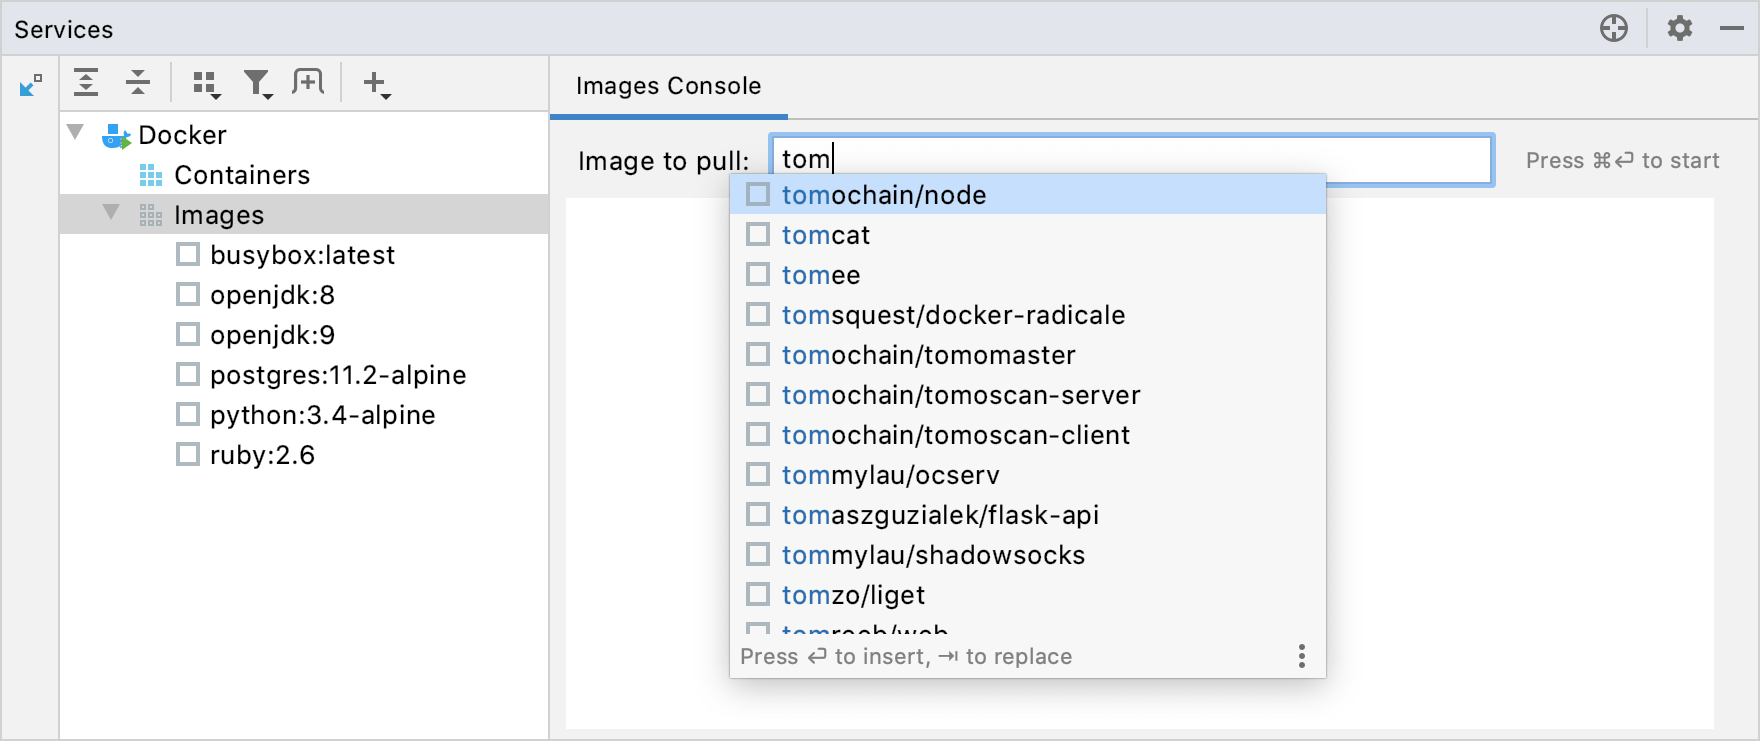 Services
Docker
Containers
Images
busybox:latest
openjdk:8
openjdk:9
postgres:11.2-alpine
python:3.4-alpine
ruby:2.6
Images Console
Image to pull:
tom
Press ⌘⏎ to start
tomochain/node
tomcat
tomee
tomsquest/docker-radicale
tomochain/tomomaster
tomochain/tomoscan-server
tomochain/tomoscan-client
tommylau/ocserv
tomaszguzialek/flask-api
tommylau/shadowsocks
tomzo/liget
Press ⏎ to insert, ⇥ to replace